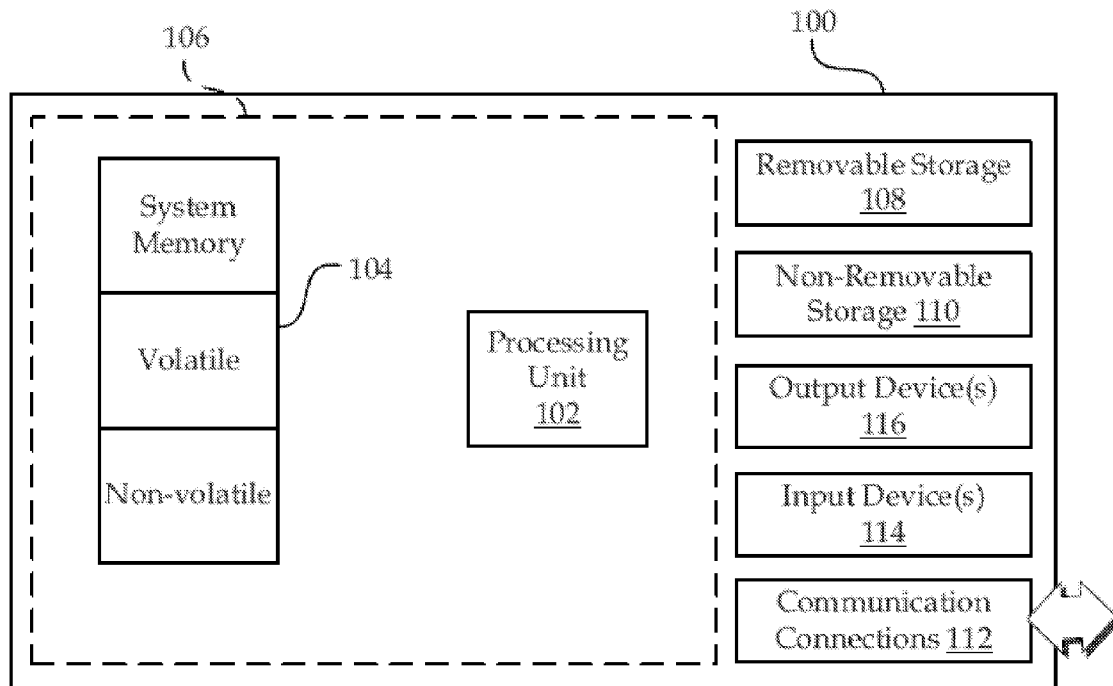 106
100
System
Memory
104
Volatile
Non-volatile
Processing
Unit
102
Removable Storage
108
Non-Removable
Storage 110
Output Device(s)
116
Input Device(s)
114
Communication
Connections 112